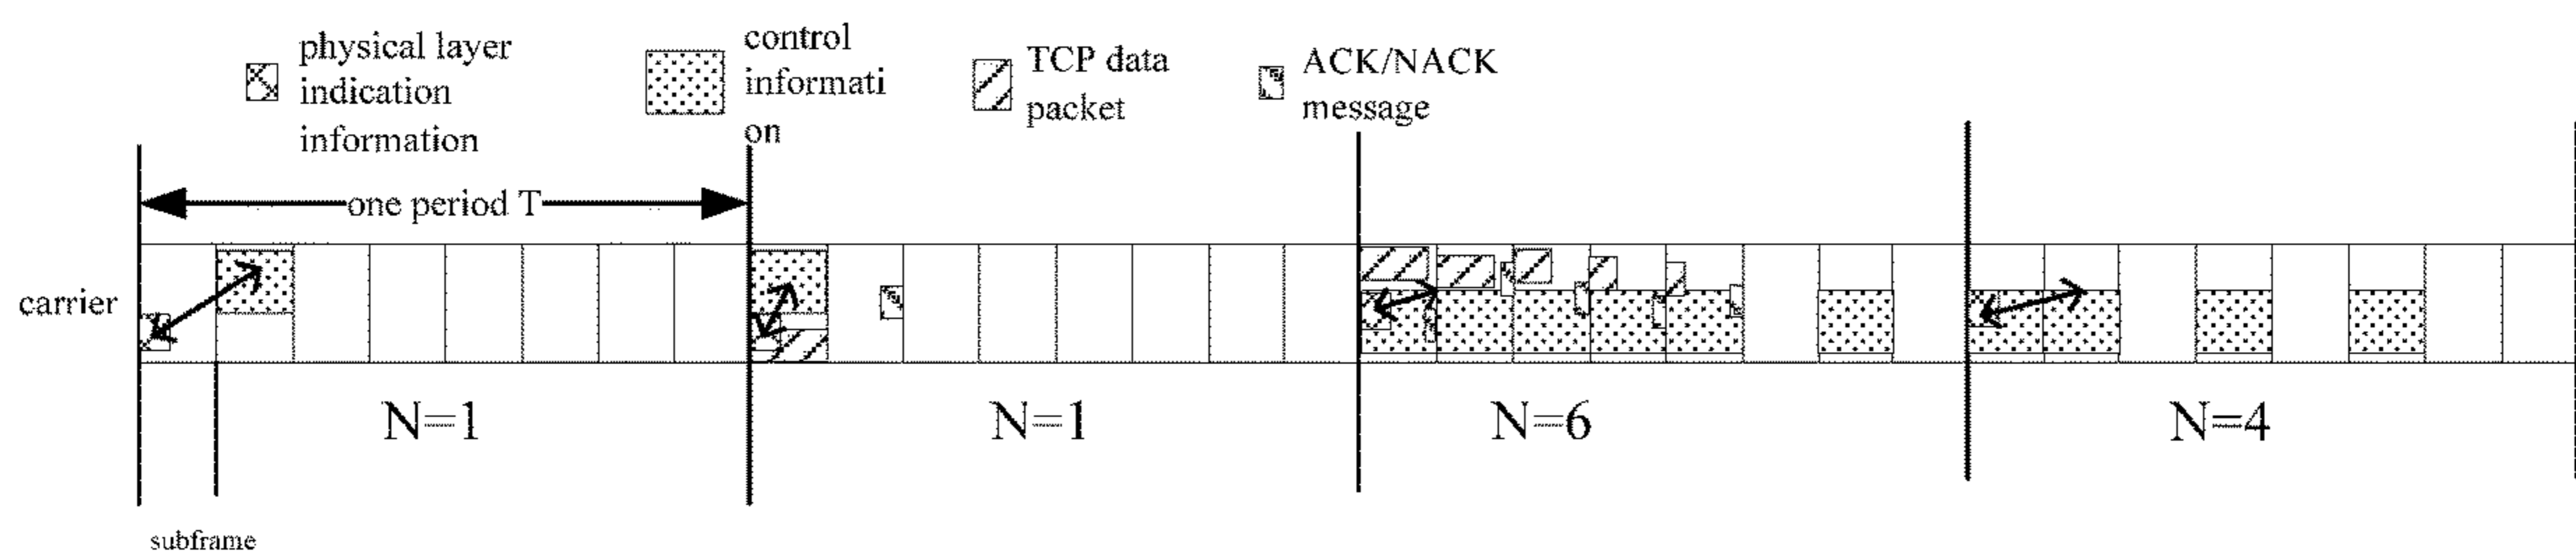 physical layer
indication
information
control
informati
on
TCP data
packet
ACK/NACK
message
one period T
carrier
N=1
N=1
N=6
N=4
subframe